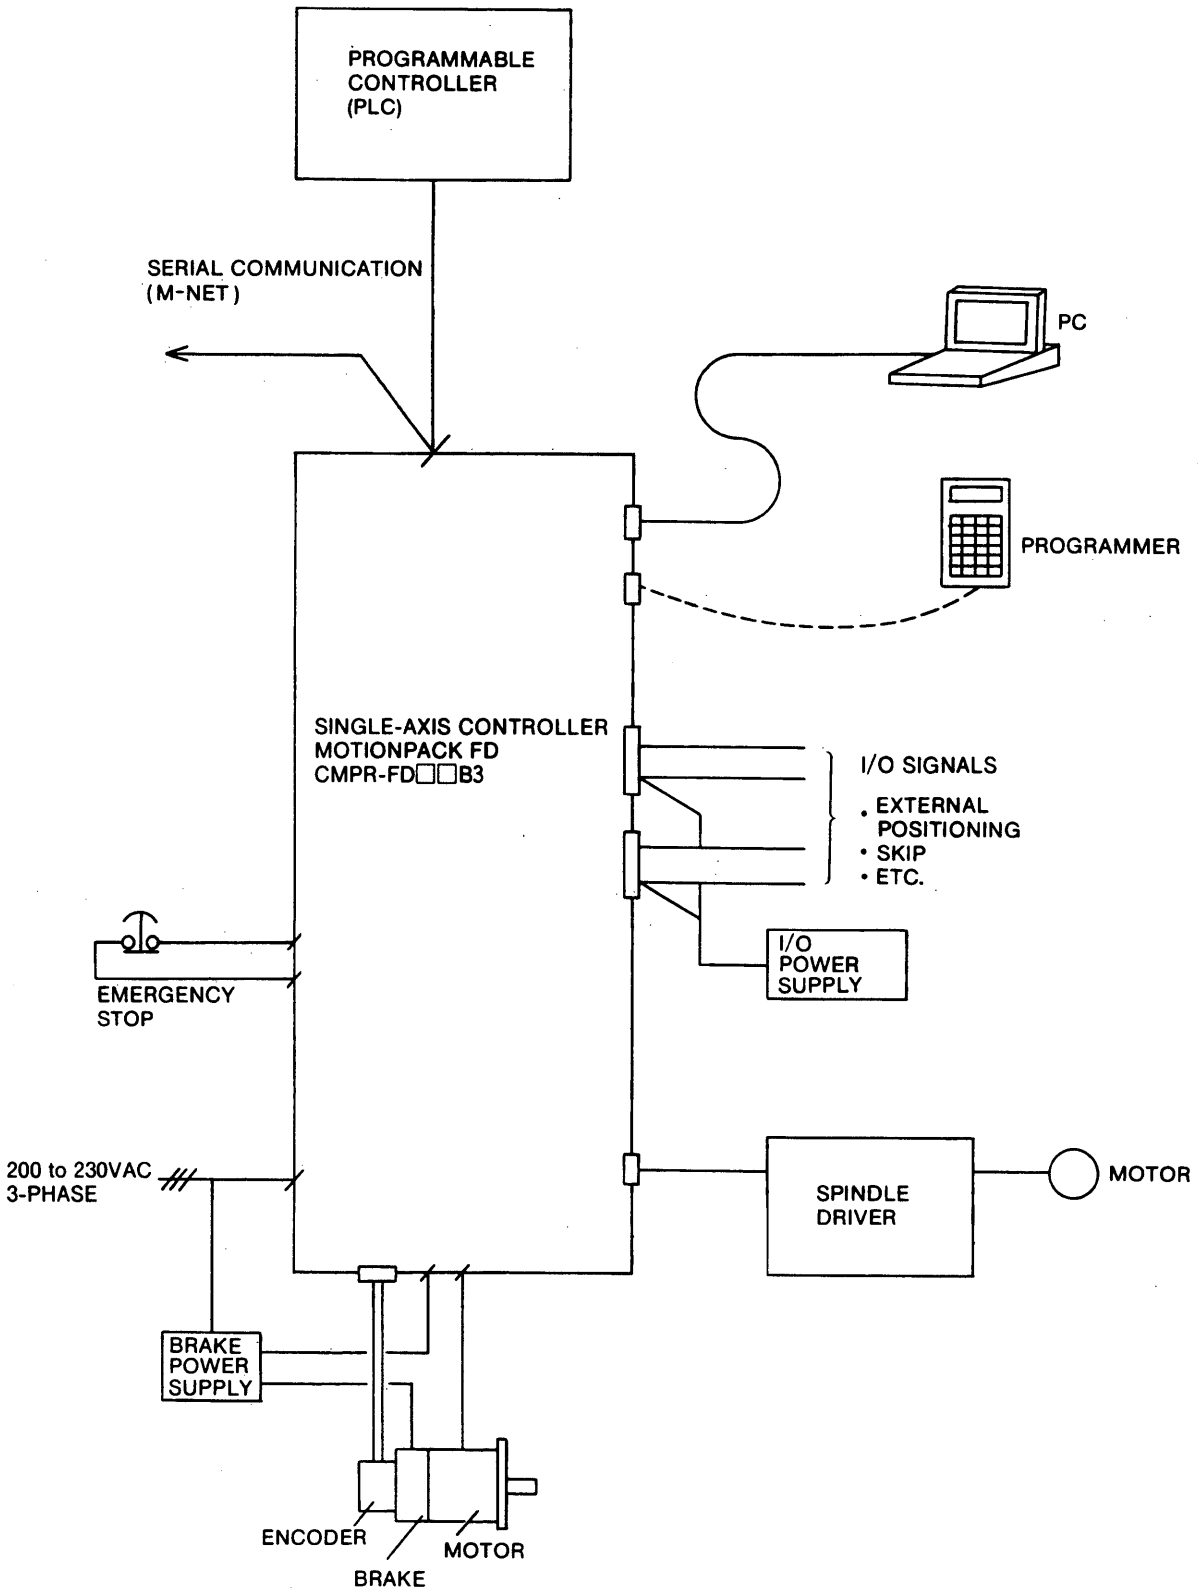 PROGRAMMABLE
CONTROLLER
(PLC)
SERIAL COMMUNICATION
(M-NET)
PC
PROGRAMMER
SINGLE-AXIS CONTROLLER
MOTIONPACK FD
CMPR-FD□□B3
I/O SIGNALS
• EXTERNAL
POSITIONING
• SKIP
• ETC.
I/O
POWER
SUPPLY
EMERGENCY
STOP
200 to 230VAC
3-PHASE
SPINDLE
DRIVER
MOTOR
BRAKE
POWER
SUPPLY
ENCODER
BRAKE
MOTOR